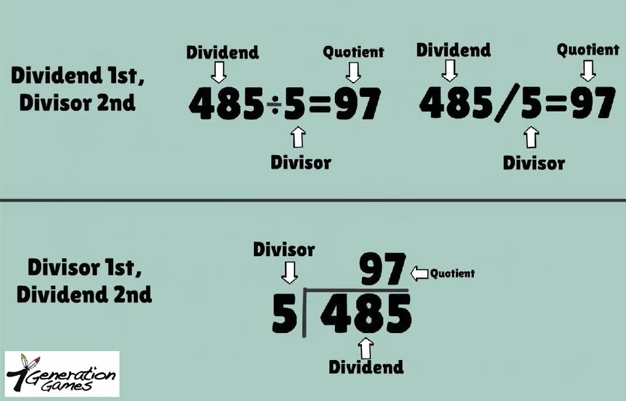 Dividend 1st,
Divisor 2nd
Dividend
Quotient
485÷5=97
Divisor
Dividend
Quotient
485/5=97
Divisor
Divisor 1st,
Dividend 2nd
Divisor
97
Quotient
5 485
Dividend
7 Generation
Games